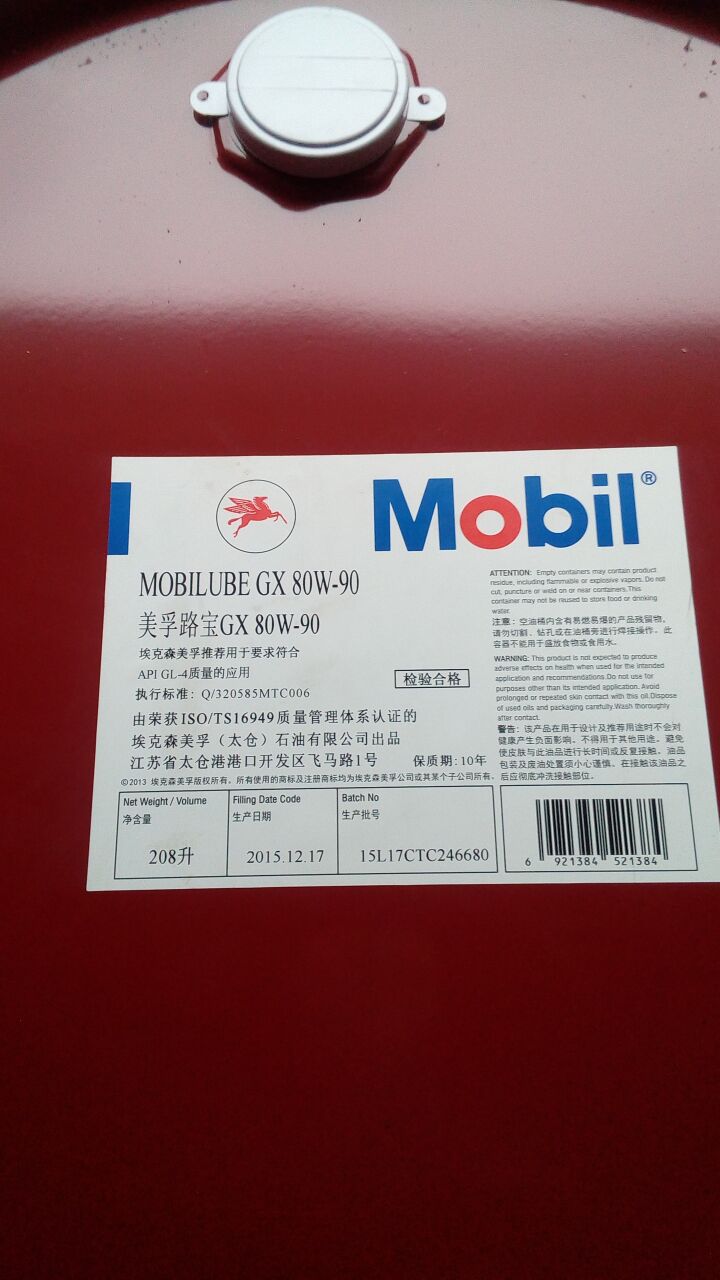 Mobil®
MOBILUBE GX 80W-90
美孚路宝GX 80W-90
埃克森美孚推荐用于要求符合
API GL-4质量的应用
执行标准: Q/320585MTC006
检验合格
由荣获ISO/TS16949质量管理体系认证的
埃克森美孚（太仓）石油有限公司出品
江苏省太仓港港口开发区飞马路1号
保质期: 10年
©2013 埃克森美孚版权所有。所有使用的商标及注册商标均为埃克森美孚公司或其某个子公司所有。
ATTENTION: Empty containers may contain product
residue, including flammable or explosive vapors. Do not
cut, puncture or weld on or near containers.This
container may not be reused to store food or drinking
water.
注意：空油桶内含有易燃易爆的产品残留物，
请勿切割、钻孔或在油桶旁进行焊接操作。此
容器不能用于盛放食物或食用水。
WARNING: This product is not expected to produce
adverse effects on health when used for the intended
application and recommendations.Do not use for
purposes other than its intended application. Avoid
prolonged or repeated skin contact with this oil.Dispose
of used oils and packaging carefully.Wash thoroughly
after contact.
警告：该产品在用于设计及推荐用途时不会对
健康产生负面影响。不得用于其他用途。避免
使皮肤与此油品进行长时间或反复接触。油品
包装及废油处置须小心谨慎。在接触该油品之
后应彻底冲洗接触部位。
Net Weight / Volume
净含量
208升
Filling Date Code
生产日期
2015.12.17
Batch No
生产批号
15L17CTC246680
6 921384 521384